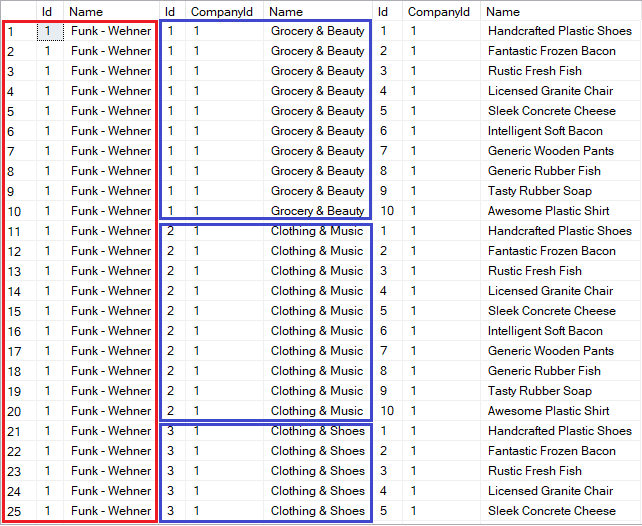 Id Name Id CompanyId Name Id CompanyId Name
1 1 Funk - Wehner 1 1 Grocery & Beauty 1 1 Handcrafted Plastic Shoes
2 1 Funk - Wehner 1 1 Grocery & Beauty 2 1 Fantastic Frozen Bacon
3 1 Funk - Wehner 1 1 Grocery & Beauty 3 1 Rustic Fresh Fish
4 1 Funk - Wehner 1 1 Grocery & Beauty 4 1 Licensed Granite Chair
5 1 Funk - Wehner 1 1 Grocery & Beauty 5 1 Sleek Concrete Cheese
6 1 Funk - Wehner 1 1 Grocery & Beauty 6 1 Intelligent Soft Bacon
7 1 Funk - Wehner 1 1 Grocery & Beauty 7 1 Generic Wooden Pants
8 1 Funk - Wehner 1 1 Grocery & Beauty 8 1 Generic Rubber Fish
9 1 Funk - Wehner 1 1 Grocery & Beauty 9 1 Tasty Rubber Soap
10 1 Funk - Wehner 1 1 Grocery & Beauty 10 1 Awesome Plastic Shirt
11 1 Funk - Wehner 2 1 Clothing & Music 1 1 Handcrafted Plastic Shoes
12 1 Funk - Wehner 2 1 Clothing & Music 2 1 Fantastic Frozen Bacon
13 1 Funk - Wehner 2 1 Clothing & Music 3 1 Rustic Fresh Fish
14 1 Funk - Wehner 2 1 Clothing & Music 4 1 Licensed Granite Chair
15 1 Funk - Wehner 2 1 Clothing & Music 5 1 Sleek Concrete Cheese
16 1 Funk - Wehner 2 1 Clothing & Music 6 1 Intelligent Soft Bacon
17 1 Funk - Wehner 2 1 Clothing & Music 7 1 Generic Wooden Pants
18 1 Funk - Wehner 2 1 Clothing & Music 8 1 Generic Rubber Fish
19 1 Funk - Wehner 2 1 Clothing & Music 9 1 Tasty Rubber Soap
20 1 Funk - Wehner 2 1 Clothing & Music 10 1 Awesome Plastic Shirt
21 1 Funk - Wehner 3 1 Clothing & Shoes 1 1 Handcrafted Plastic Shoes
22 1 Funk - Wehner 3 1 Clothing & Shoes 2 1 Fantastic Frozen Bacon
23 1 Funk - Wehner 3 1 Clothing & Shoes 3 1 Rustic Fresh Fish
24 1 Funk - Wehner 3 1 Clothing & Shoes 4 1 Licensed Granite Chair
25 1 Funk - Wehner 3 1 Clothing & Shoes 5 1 Sleek Concrete Cheese